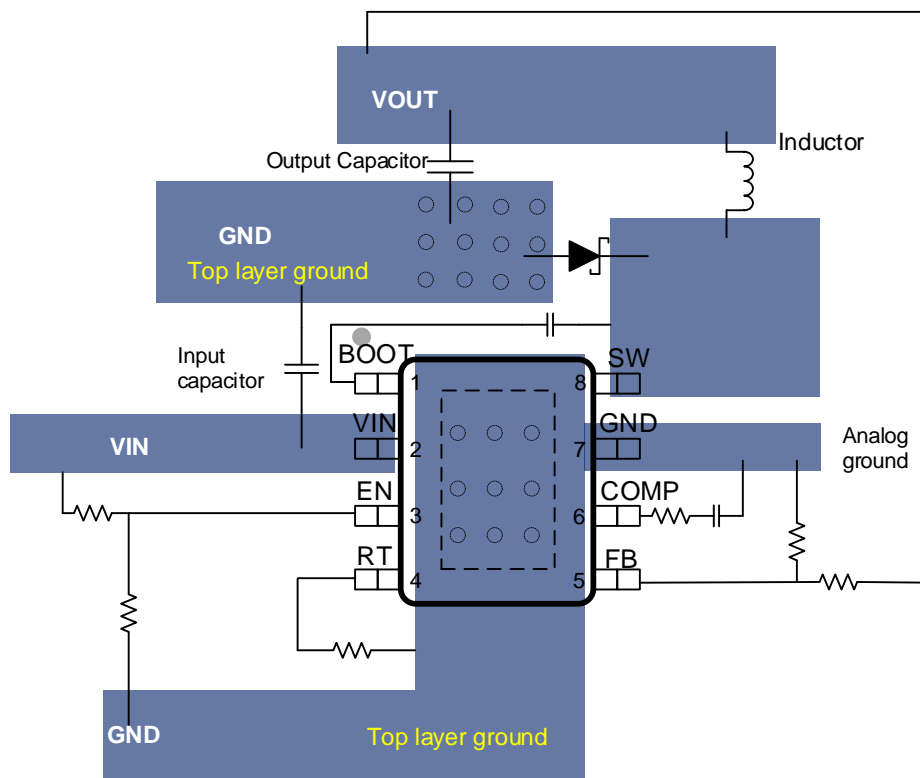 VOUT
Inductor
Output Capacitor
GND
Top layer ground
Input
capacitor
BOOT
1
8
SW
VIN
VIN
2
7
GND
Analog
ground
EN
3
6
COMP
RT
4
5
FB
GND
Top layer ground